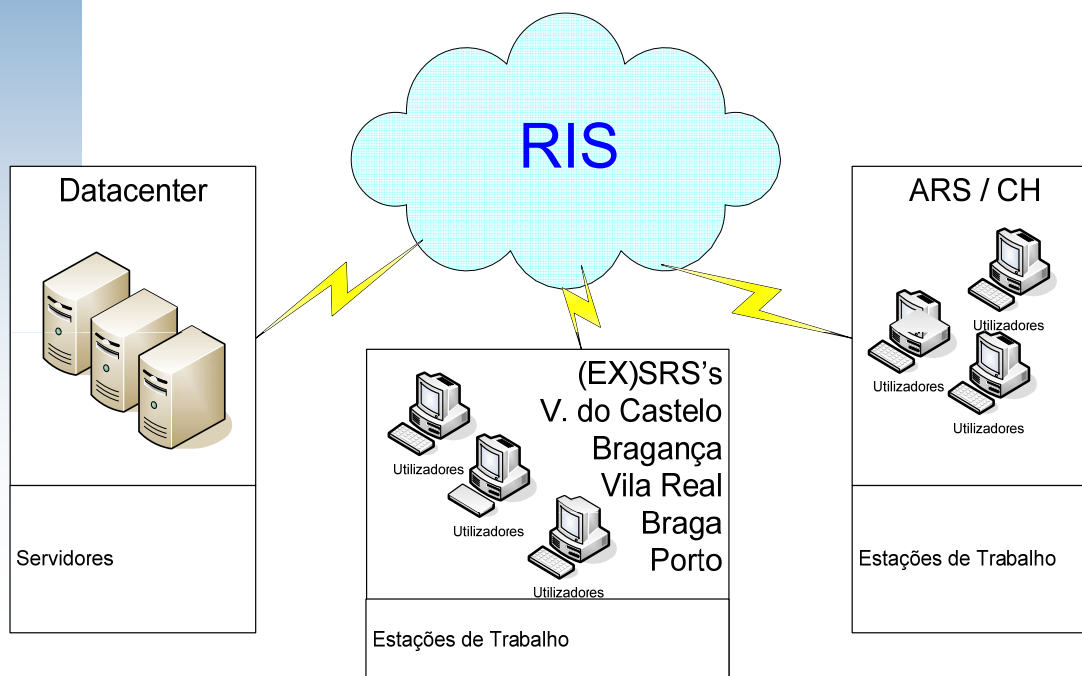 RIS
Datacenter
Servidores
(EX)SRS's
V. do Castelo
Bragança
Vila Real
Braga
Porto
Utilizadores
Utilizadores
Utilizadores
Estações de Trabalho
ARS / CH
Utilizadores
Utilizadores
Utilizadores
Estações de Trabalho